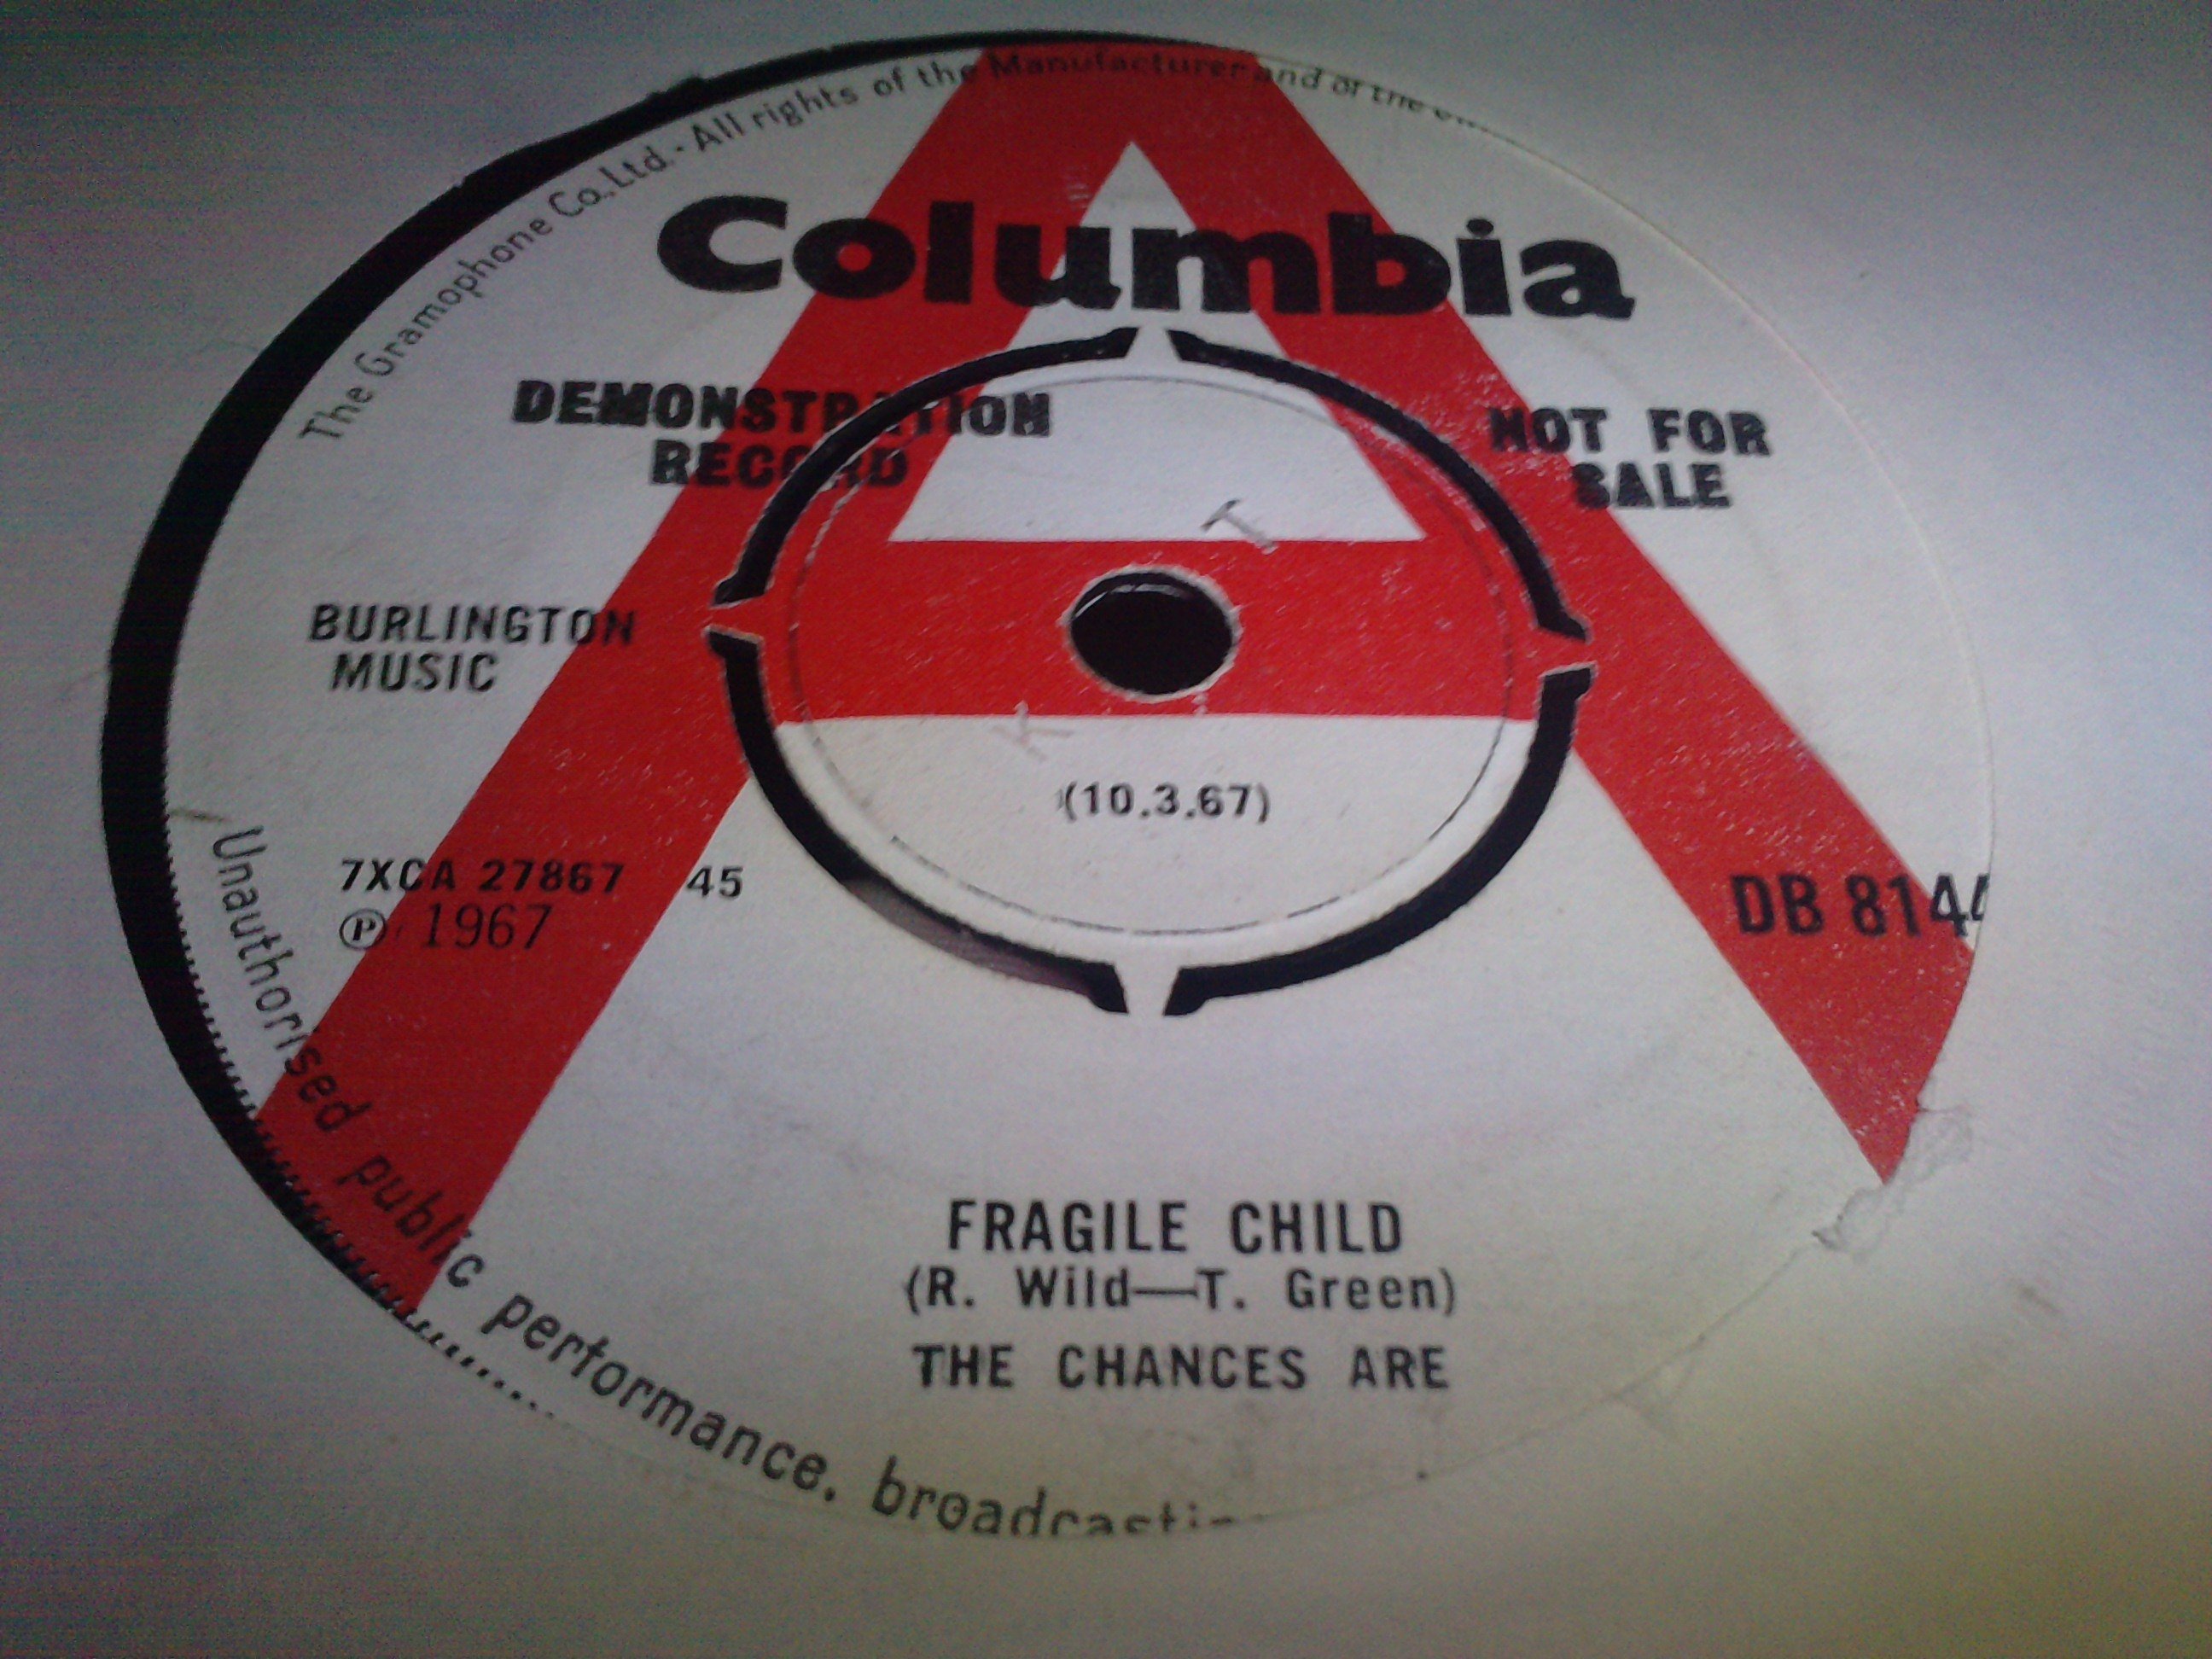 The Gramophone Co. Ltd. · All rights of the Manufacturer and of the
Columbia
DEMONSTRATION
RECORD
NOT FOR
SALE
T
BURLINGTON
MUSIC
K
(10.3.67)
7XCA 27867 45
℗ 1967
DB 8144
FRAGILE CHILD
(R. Wild—T. Green)
THE CHANCES ARE
Unauthorised public performance, broadcasting